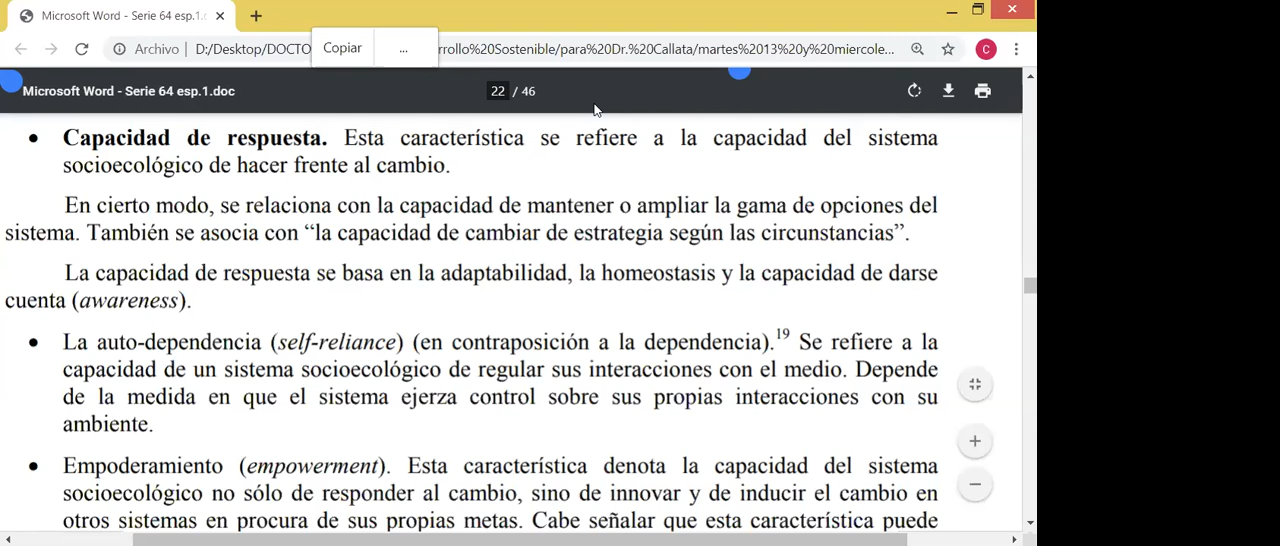 Microsoft Word - Serie 64 esp.1.c
Copiar
...
Archivo
D:/Desktop/DOCTO
rrollo%20Sostenible/para%20Dr.%20Callata/martes%2013%20y%20miercole...
C
Microsoft Word - Serie 64 esp.1.doc
22 / 46
• Capacidad de respuesta. Esta característica se refiere a la capacidad del sistema
socioecológico de hacer frente al cambio.
En cierto modo, se relaciona con la capacidad de mantener o ampliar la gama de opciones del
sistema. También se asocia con “la capacidad de cambiar de estrategia según las circunstancias”.
La capacidad de respuesta se basa en la adaptabilidad, la homeostasis y la capacidad de darse
cuenta (awareness).
• La auto-dependencia (self-reliance) (en contraposición a la dependencia).19 Se refiere a la
capacidad de un sistema socioecológico de regular sus interacciones con el medio. Depende
de la medida en que el sistema ejerza control sobre sus propias interacciones con su
ambiente.
• Empoderamiento (empowerment). Esta característica denota la capacidad del sistema
socioecológico no sólo de responder al cambio, sino de innovar y de inducir el cambio en
otros sistemas en procura de sus propias metas. Cabe señalar que esta característica puede